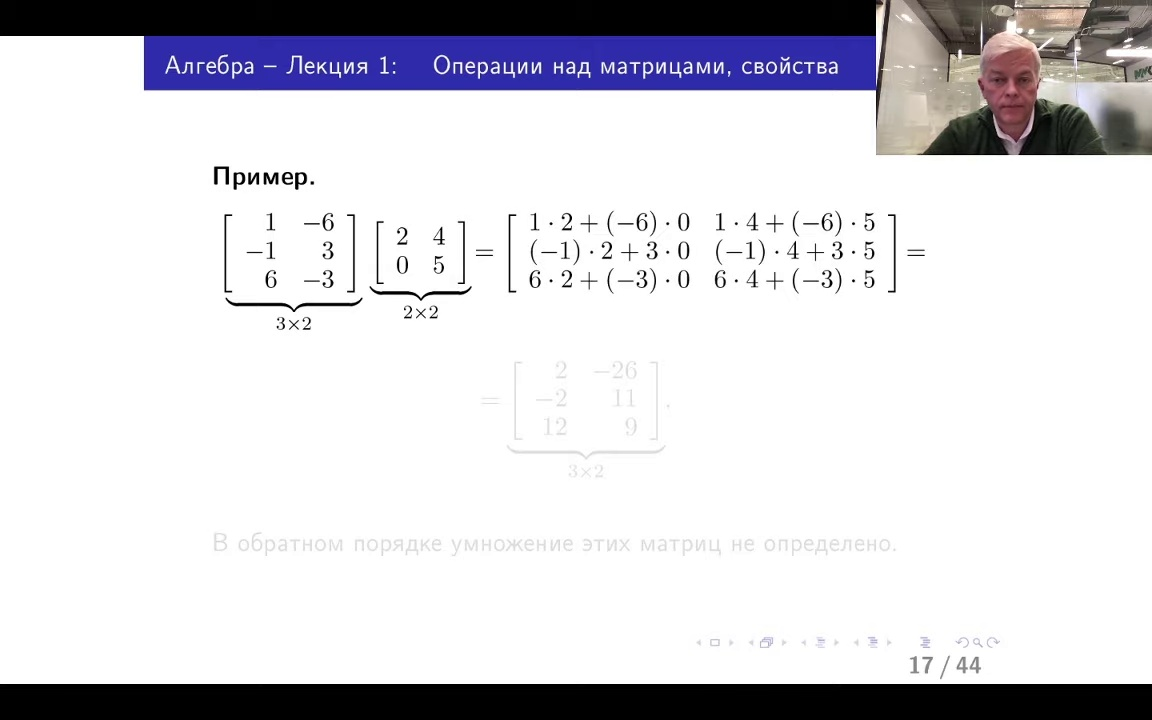 Алгебра – Лекция 1: Операции над матрицами, свойства
Пример.
[ 1 −6 ] [ 2 4 ] = [ 1 · 2 + (−6) · 0 1 · 4 + (−6) · 5 ] =
[ −1 3 ] [ 0 5 ] [ (−1) · 2 + 3 · 0 (−1) · 4 + 3 · 5 ]
[ 6 −3 ] [ 6 · 2 + (−3) · 0 6 · 4 + (−3) · 5 ]
3×2 2×2
= [ 2 −26 ] .
[ −2 11 ]
[ 12 9 ]
3×2
В обратном порядке умножение этих матриц не определено.
17 / 44